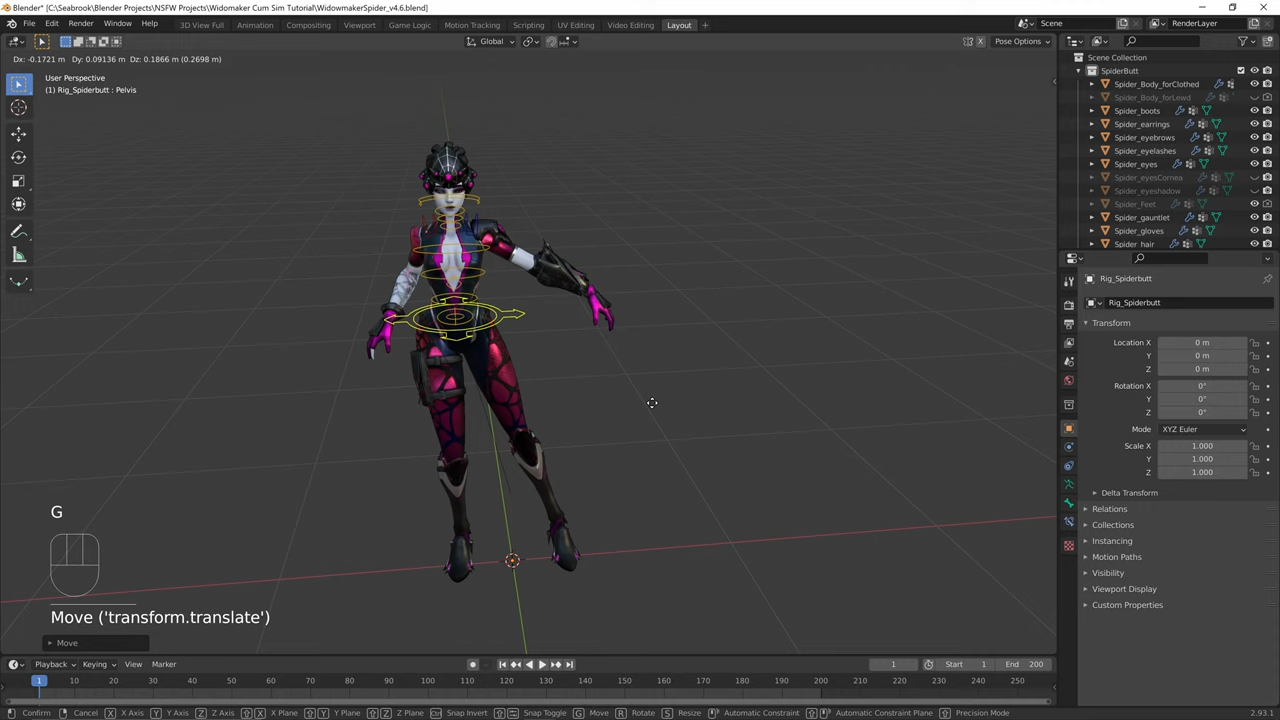 Blender* [C:\Seabrook\Blender Projects\NSFW Projects\Widomaker Cum Sim Tutorial\WidowmakerSpider_v4.6.blend]
File Edit Render Window Help 3D View Full Animation Compositing Default Game Logic Motion Tracking Scripting UV Editing Video Editing Layout Scene RenderLayer
Global Pose Options
Dx: -0.1721 m Dy: 0.09136 m Dz: 0.1866 m (0.2698 m)
User Perspective
(1) Rig_Spiderbutt : Pelvis
Scene Collection
SpiderButt
Spider_Body_forClothed
Spider_Body_forLewd
Spider_boots
Spider_earrings
Spider_eyebrows
Spider_eyelashes
Spider_eyes
Spider_eyesCornea
Spider_eyeshadow
Spider_Feet
Spider_gauntlet
Spider_gloves
Spider_hair
Rig_Spiderbutt
Rig_Spiderbutt
Transform
Location X 0 m
Y 0 m
Z 0 m
Rotation X 0°
Y 0°
Z 0°
Mode XYZ Euler
Scale X 1.000
Y 1.000
Z 1.000
Delta Transform
Relations
Collections
Instancing
Motion Paths
Visibility
Viewport Display
Custom Properties
G
Move ('transform.translate')
Move
Playback Keying View Marker 1 Start 1 End 200
1 10 20 30 40 50 60 70 80 90 100 110 120 130 140 150 160 170 180 190 200 210 220 230 240 250
Confirm Cancel X X Axis Y Y Axis Z Z Axis X X Plane Y Y Plane Z Z Plane Snap Invert Snap Toggle G Move R Rotate S Resize Automatic Constraint Automatic Constraint Plane Precision Mode 2.93.1